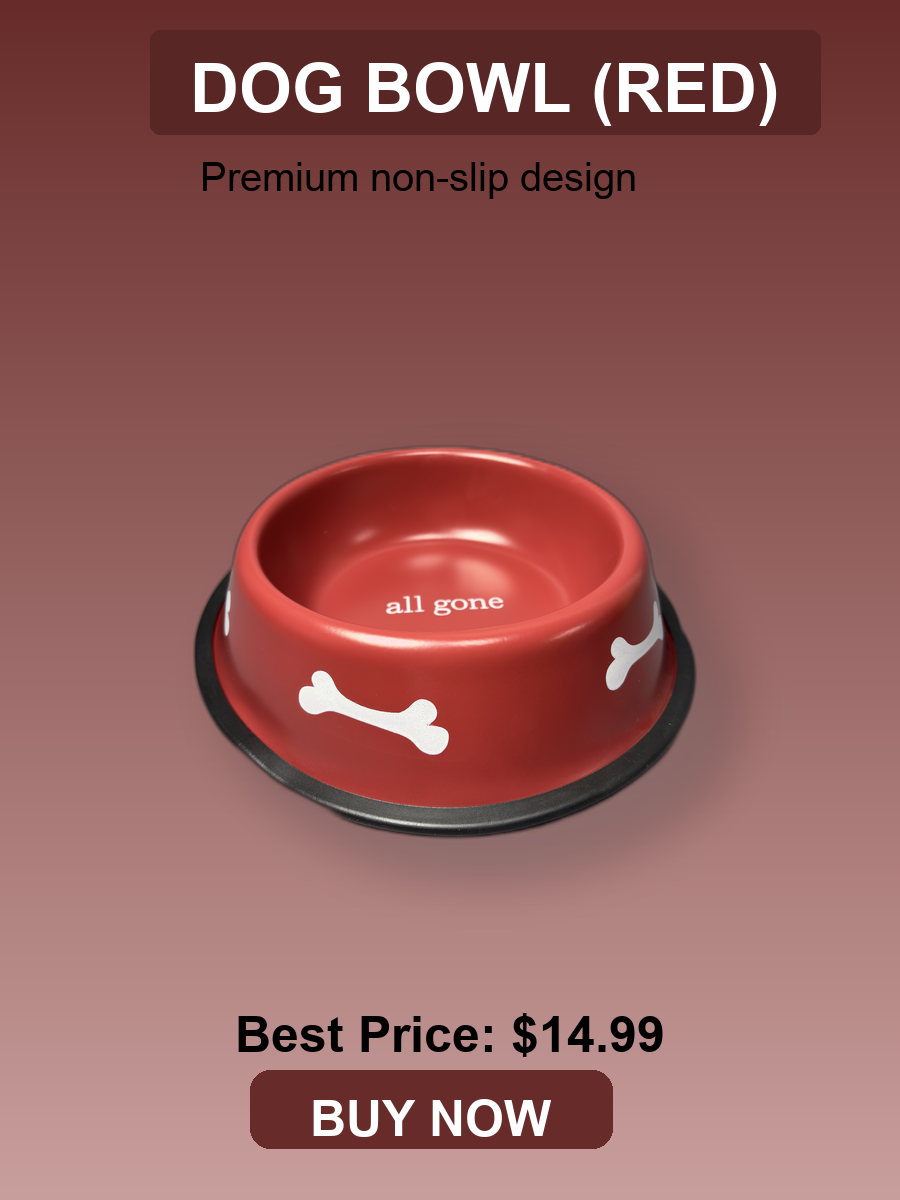 DOG BOWL (RED)
Premium non-slip design
all gone
Best Price: $14.99
BUY NOW